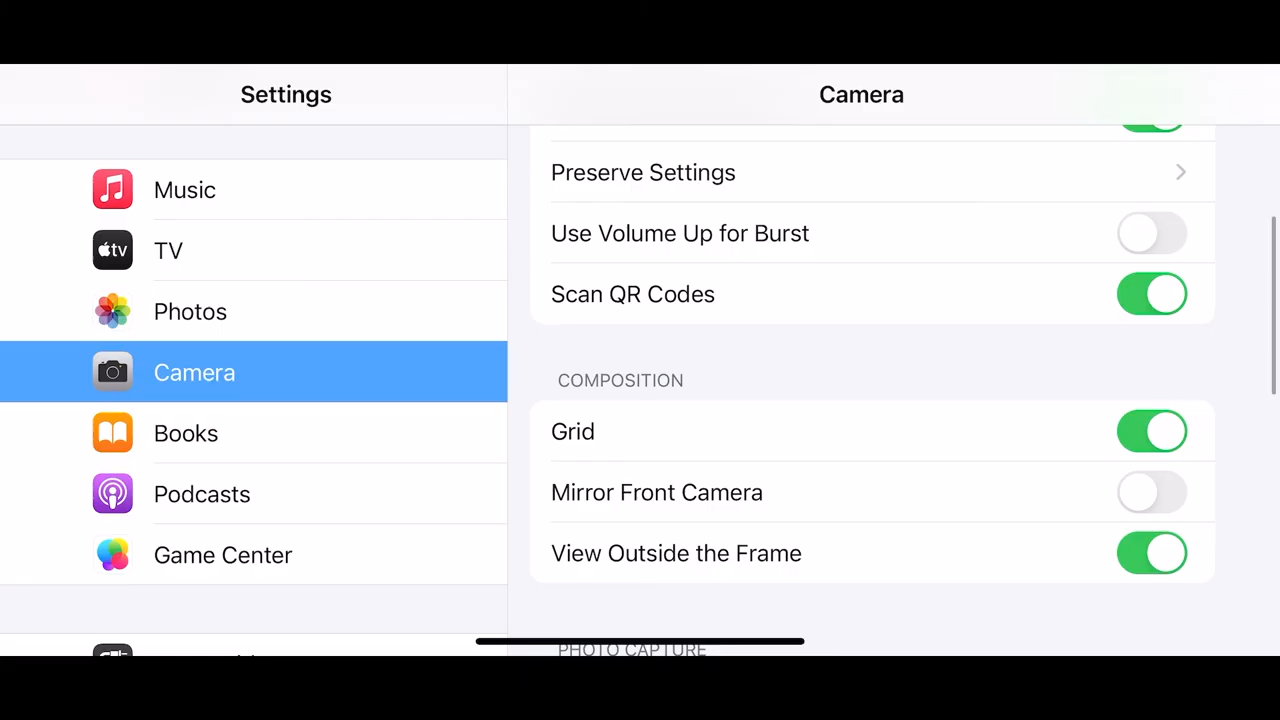 Settings
Music
tv
TV
Photos
Camera
Books
Podcasts
Game Center
Camera
Preserve Settings
Use Volume Up for Burst
Scan QR Codes
COMPOSITION
Grid
Mirror Front Camera
View Outside the Frame
PHOTO CAPTURE